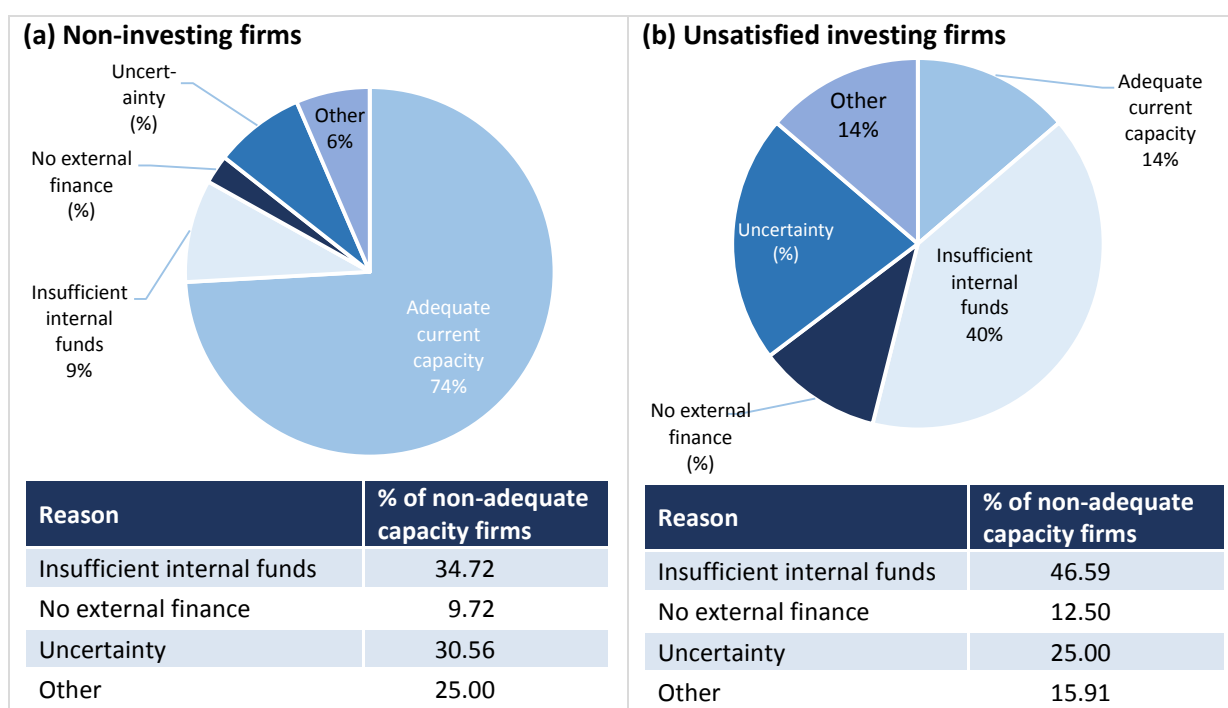 (a) Non-investing firms
Uncert-
ainty
(%)
No external
finance
(%)
Insufficient
internal
funds
9%
Other
6%
Adequate
current
capacity
74%
Reason % of non-adequate
capacity firms
Insufficient internal funds 34.72
No external finance 9.72
Uncertainty 30.56
Other 25.00
(b) Unsatisfied investing firms
Other
14%
Adequate
current
capacity
14%
Uncertainty
(%)
Insufficient
internal
funds
40%
No external
finance
(%)
Reason % of non-adequate
capacity firms
Insufficient internal funds 46.59
No external finance 12.50
Uncertainty 25.00
Other 15.91